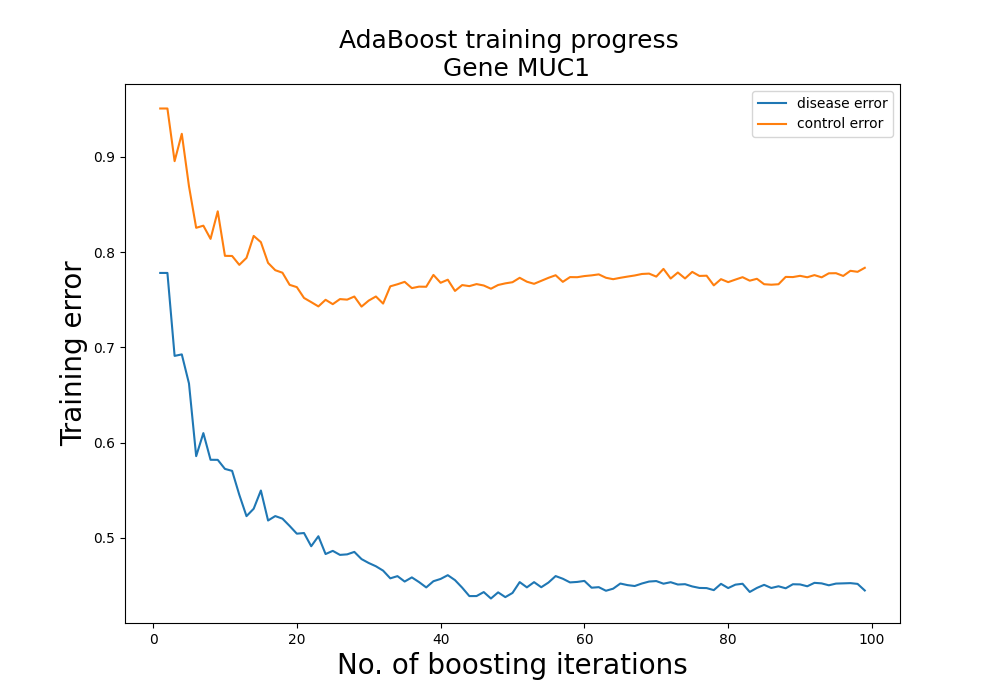 AdaBoost training progress
Gene MUC1
disease error
control error
Training error
0.9
0.8
0.7
0.6
0.5
0
20
40
60
80
100
No. of boosting iterations